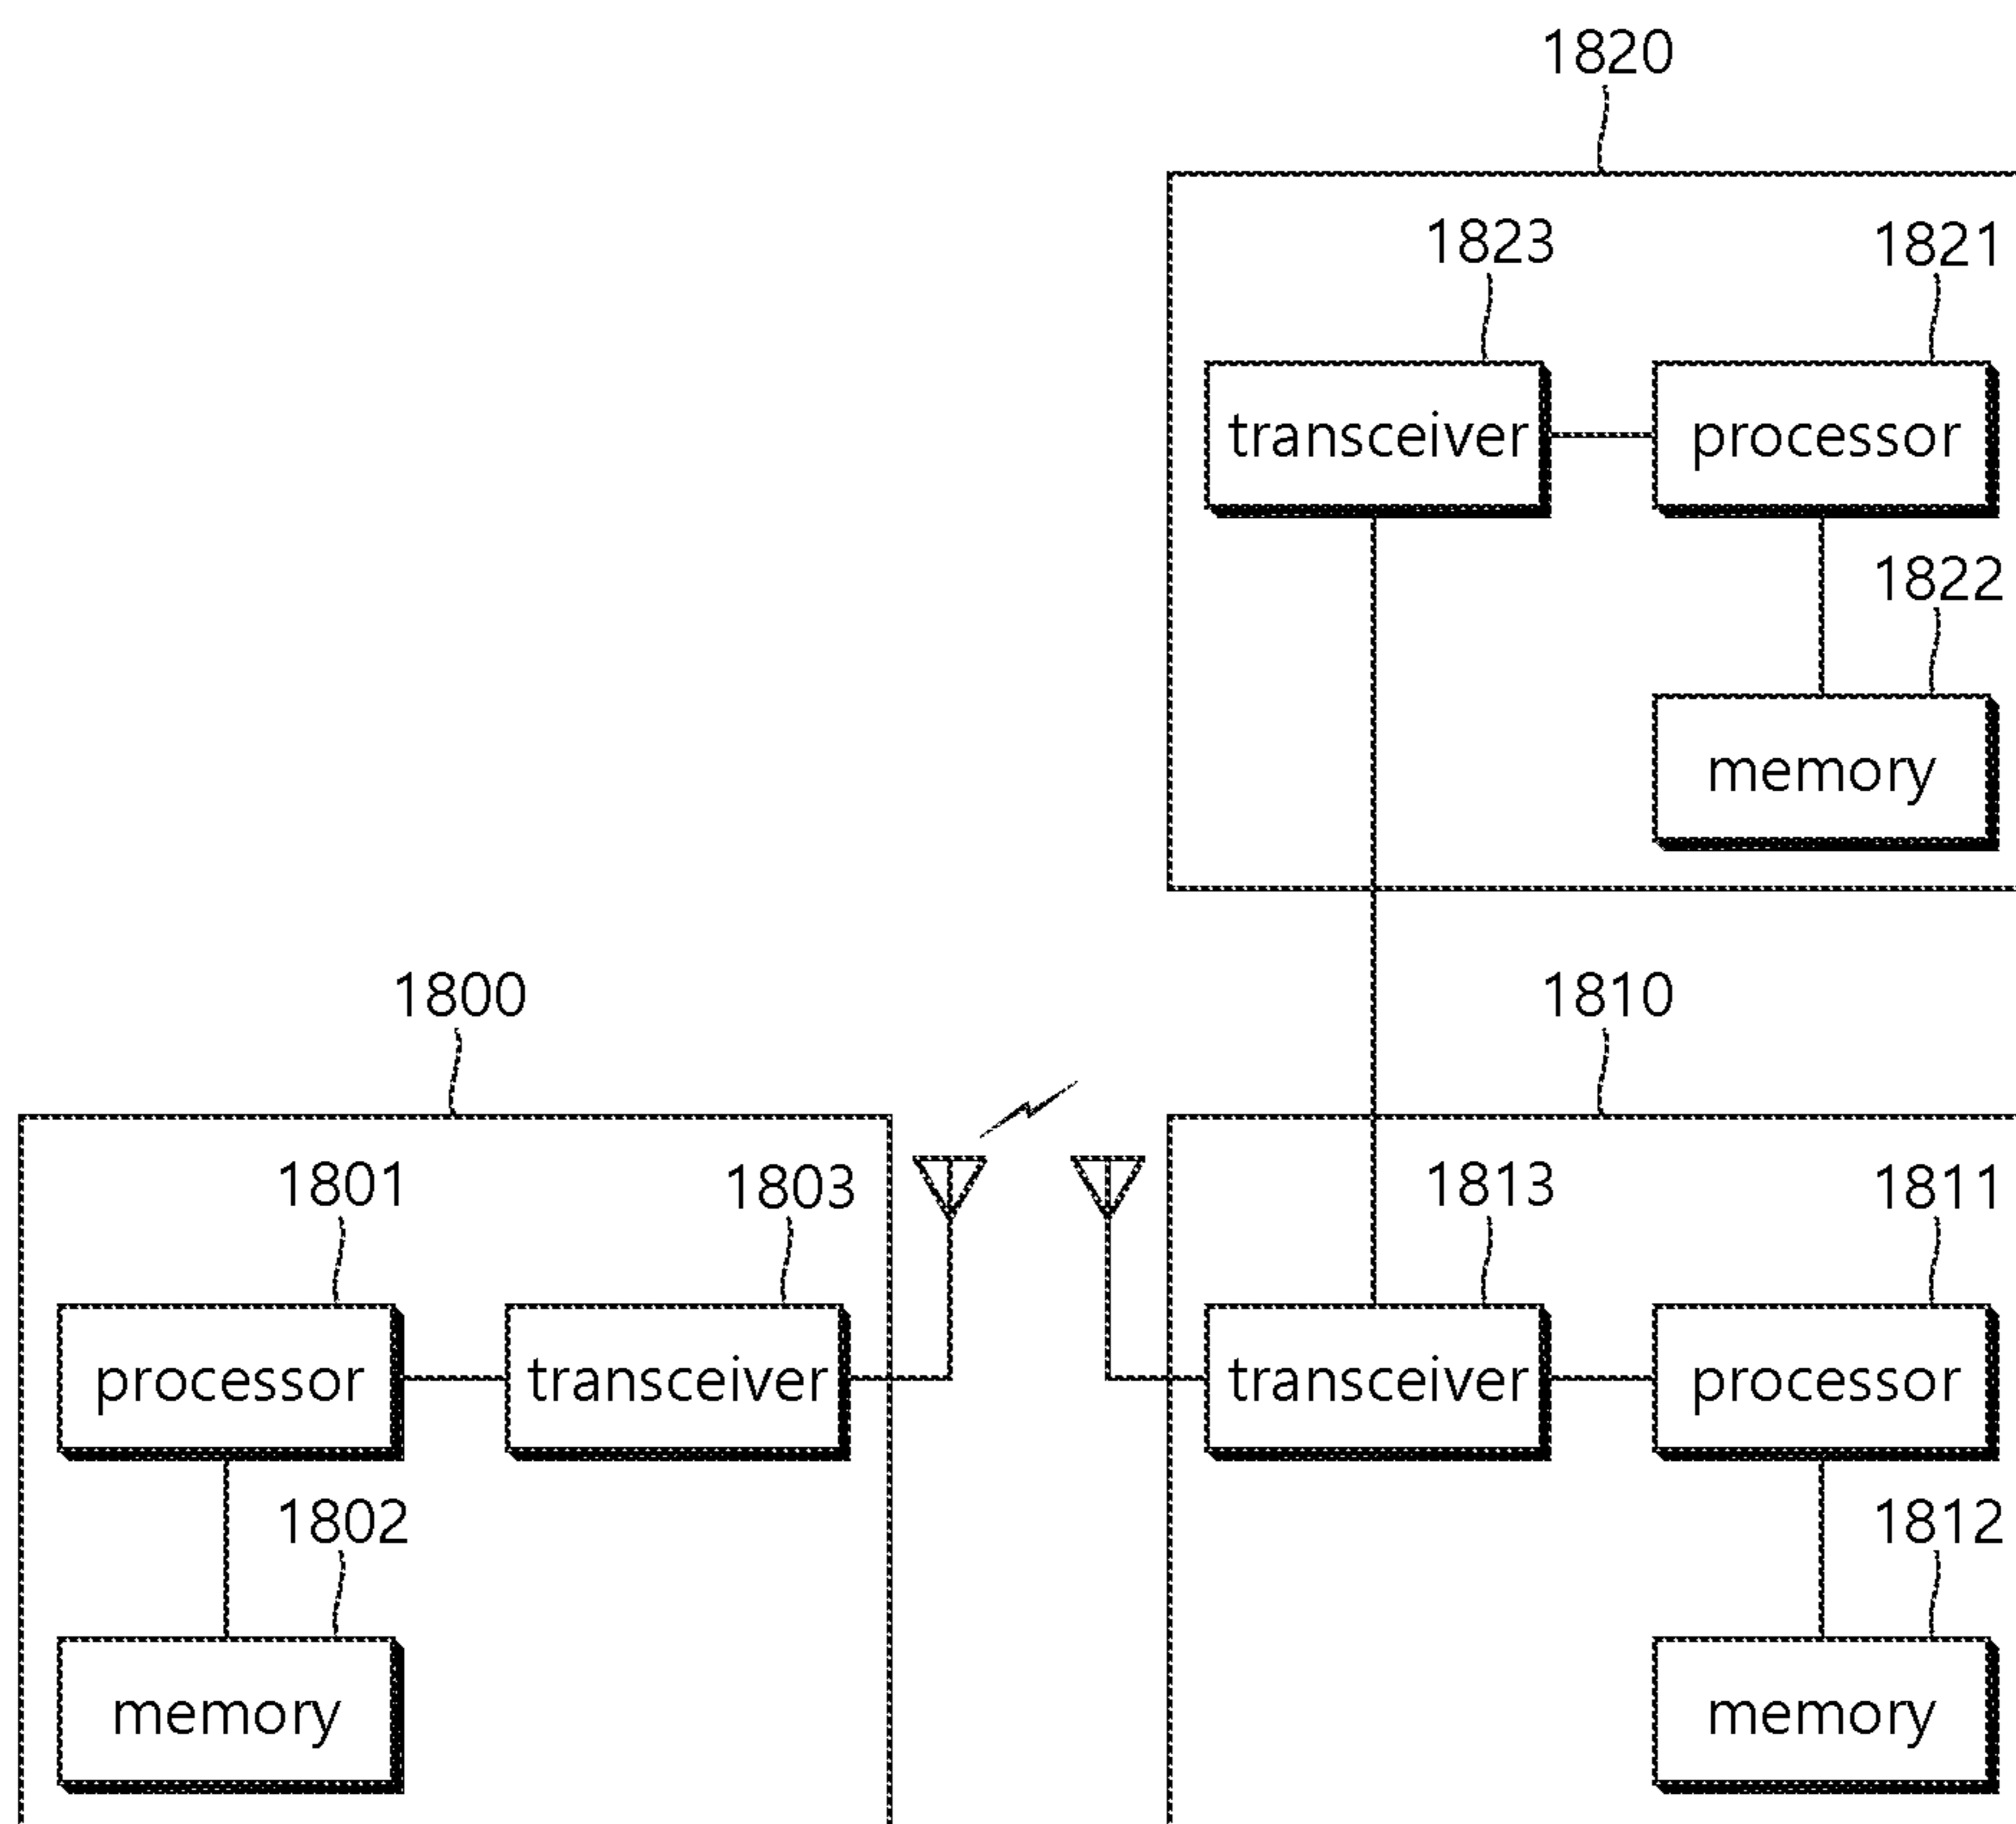 1820
1823 1821
transceiver processor
1822
memory
1800 1810
1801 1803 1813 1811
processor transceiver transceiver processor
1802 1812
memory memory